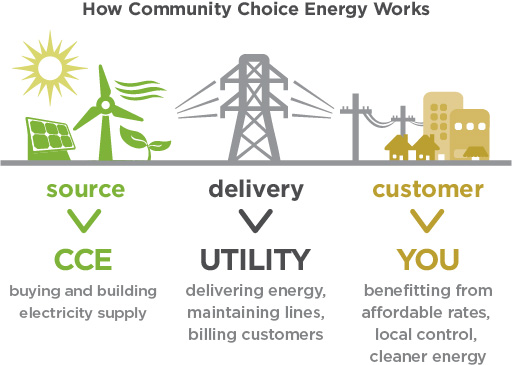 How Community Choice Energy Works
source
delivery
customer
CCE
UTILITY
YOU
buying and building
electricity supply
delivering energy,
maintaining lines,
billing customers
benefitting from
affordable rates,
local control,
cleaner energy